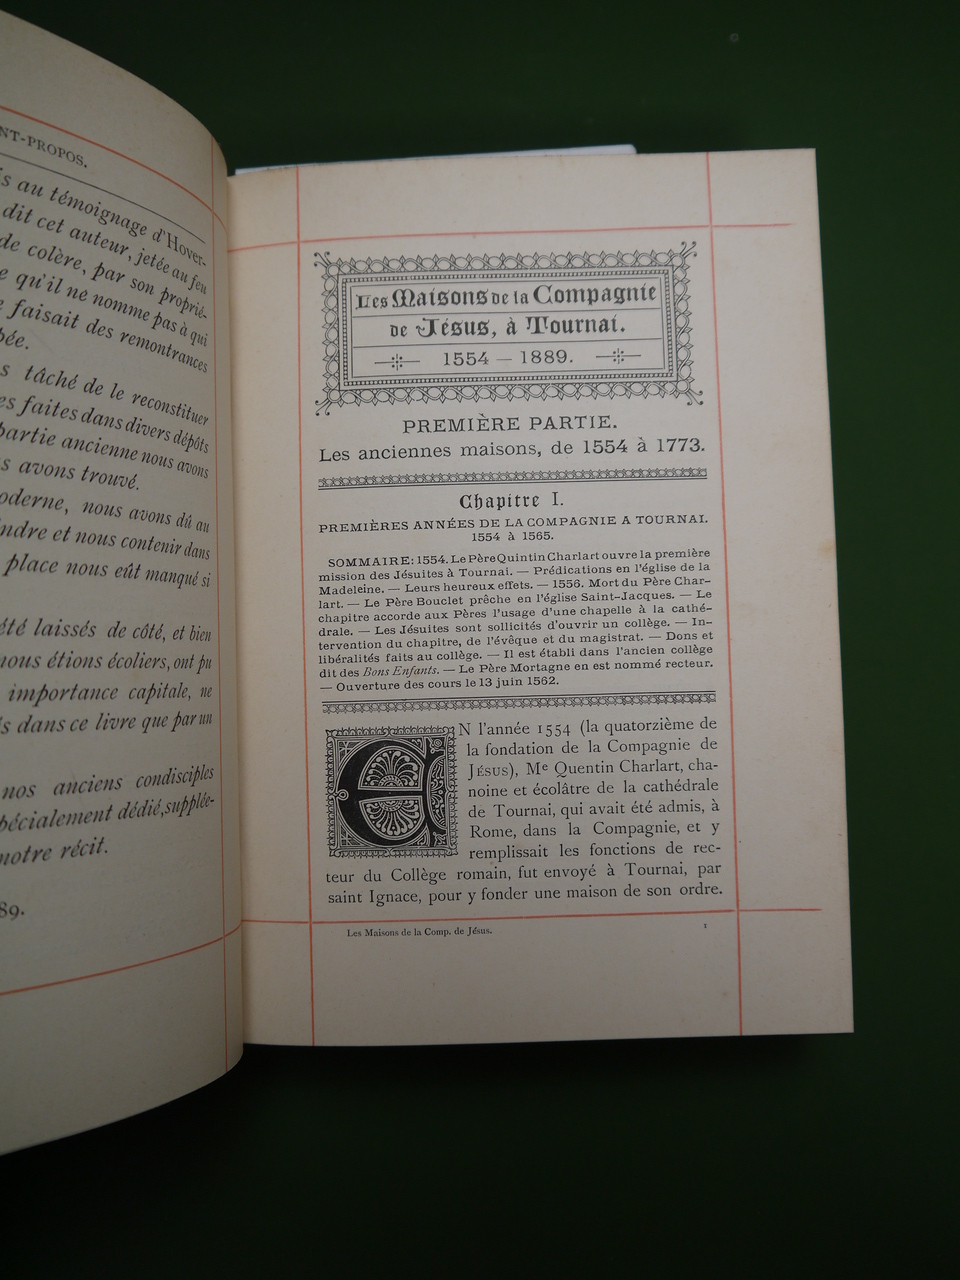 NT-PROPOS.
s au témoignage d'Hover-
dit cet auteur, jetée au feu
de colère, par son proprié-
e qu'il ne nomme pas à qui
faisait des remontrances
pée.
s tâché de le reconstituer
es faites dans divers dépôts
partie ancienne nous avons
s avons trouvé.
oderne, nous avons dû au
ndre et nous contenir dans
place nous eût manqué si
été laissés de côté, et bien
nous étions écoliers, ont pu
importance capitale, ne
s dans ce livre que par un
nos anciens condisciples
pécialement dédié, supplée-
notre récit.
89.
Les Maisons de la Compagnie
de Jésus, à Tournai.
1554 — 1889.
PREMIÈRE PARTIE.
Les anciennes maisons, de 1554 à 1773.
Chapitre I.
PREMIÈRES ANNÉES DE LA COMPAGNIE A TOURNAI.
1554 à 1565.
SOMMAIRE: 1554. Le Père Quintin Charlart ouvre la première
mission des Jésuites à Tournai. — Prédications en l'église de la
Madeleine. — Leurs heureux effets. — 1556. Mort du Père Char-
lart. — Le Père Bouclet prêche en l'église Saint-Jacques. — Le
chapitre accorde aux Pères l'usage d'une chapelle à la cathé-
drale. — Les Jésuites sont sollicités d'ouvrir un collège. — In-
tervention du chapitre, de l'évêque et du magistrat. — Dons et
libéralités faits au collège. — Il est établi dans l'ancien collège
dit des Bons Enfants. — Le Père Mortagne en est nommé recteur.
— Ouverture des cours le 13 juin 1562.
EN l'année 1554 (la quatorzième de
la fondation de la Compagnie de
JÉSUS), Me Quentin Charlart, cha-
noine et écolâtre de la cathédrale
de Tournai, qui avait été admis, à
Rome, dans la Compagnie, et y
remplissait les fonctions de rec-
teur du Collège romain, fut envoyé à Tournai, par
saint Ignace, pour y fonder une maison de son ordre.
Les Maisons de la Comp. de Jésus.
1